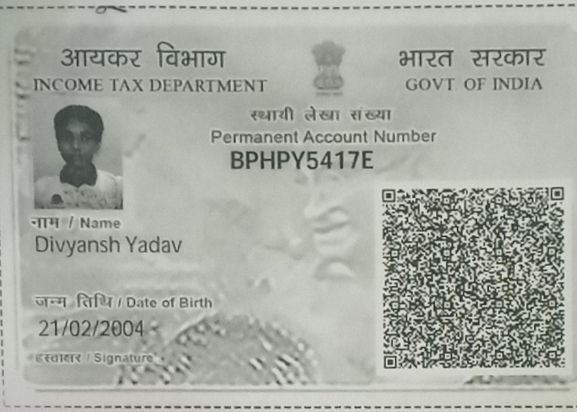 आयकर विभाग
INCOME TAX DEPARTMENT
भारत सरकार
GOVT OF INDIA
स्थायी लेखा संख्या
Permanent Account Number
BPHPY5417E
नाम / Name
Divyansh Yadav
जन्म तिथि / Date of Birth
21/02/2004
हस्ताक्षर / Signature